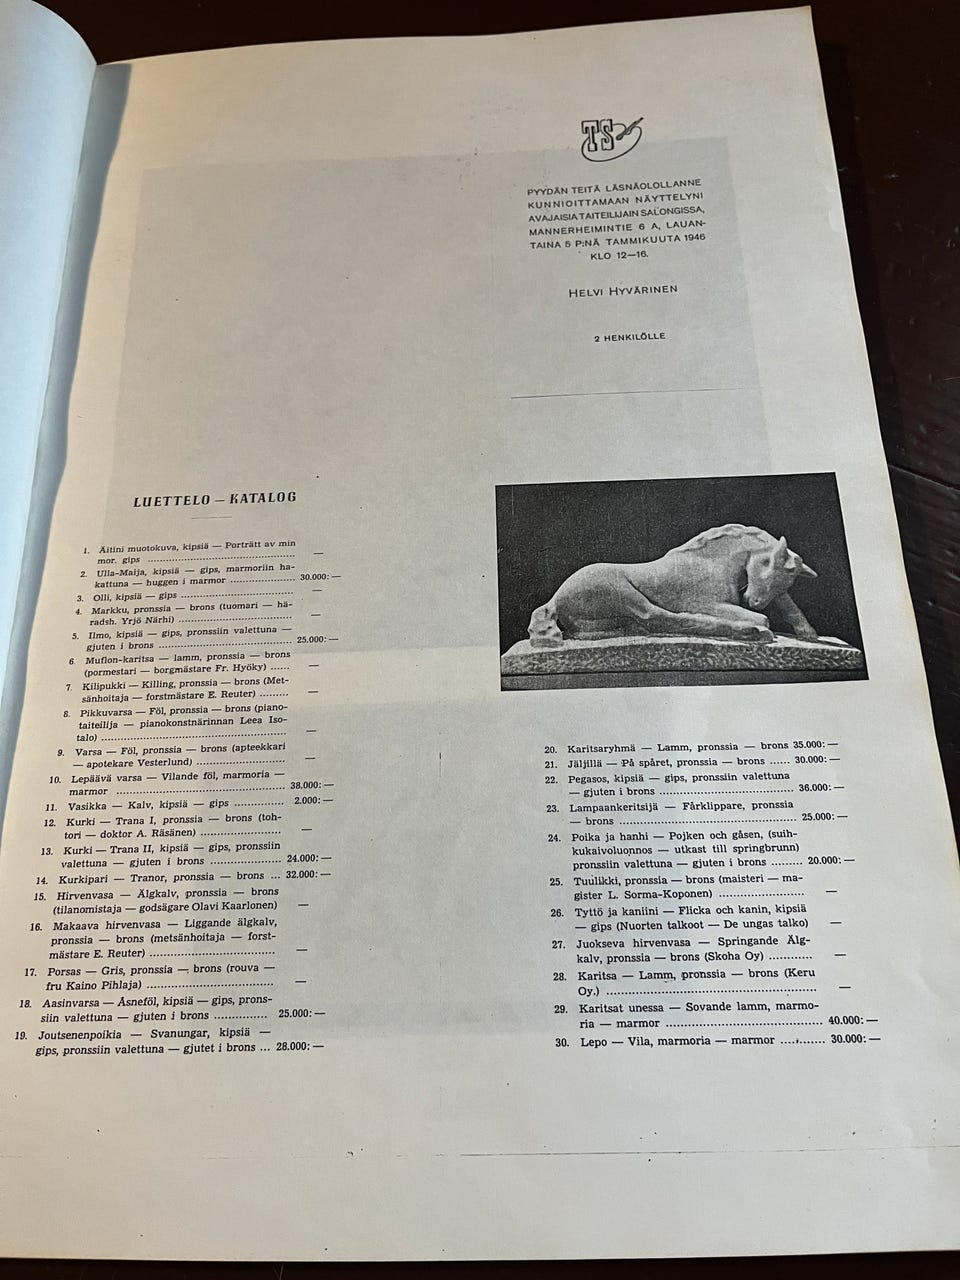 TS
PYYDÄN TEITÄ LÄSNÄOLOLLANNE
KUNNIOITTAMAAN NÄYTTELYNI
AVAJAISIA TAITEILIJAIN SALONGISSA,
MANNERHEIMINTIE 6 A, LAUAN-
TAINA 5 P:NÄ TAMMIKUUTA 1946
KLO 12—16.
HELVI HYVÄRINEN
2 HENKILÖLLE
LUETTELO — KATALOG
1. Äitini muotokuva, kipsiä — Porträtt av min
mor. gips .................................... —
2. Ulla-Maija, kipsiä — gips, marmoriin ha-
kattuna — huggen i marmor ................ 30.000: —
3. Olli, kipsiä — gips ............................ —
4. Markku, pronssia — brons (tuomari — hä-
radsh. Yrjö Närhi) ............................ —
5. Ilmo, kipsiä — gips, pronssiin valettuna —
gjuten i brons ................................ 25.000: —
6. Muflon-karitsa — lamm, pronssia — brons
(pormestari — borgmästare Fr. Hyöky) ...... —
7. Kilipukki — Killing, pronssia — brons (Met-
sänhoitaja — forstmästare E. Reuter) ......... —
8. Pikkuvarsa — Föl, pronssia — brons (piano-
taiteilija — pianokonstnärinnan Leea Iso-
talo) ............................................ —
9. Varsa — Föl, pronssia — brons (apteekkari
— apotekare Vesterlund) ..................... —
10. Lepäävä varsa — Vilande föl, marmoria —
marmor ........................................ 38.000: —
11. Vasikka — Kalv, kipsiä — gips ............. 2.000: —
12. Kurki — Trana I, pronssia — brons (toh-
tori — doktor A. Räsänen) .................... —
13. Kurki — Trana II, kipsiä — gips, pronssiin
valettuna — gjuten i brons .................. 24.000: —
14. Kurkipari — Tranor, pronssia — brons ... 32.000: —
15. Hirvenvasa — Älgkalv, pronssia — brons
(tilanomistaja — godsägare Olavi Kaarlonen) —
16. Makaava hirvenvasa — Liggande älgkalv,
pronssia — brons (metsänhoitaja — forst-
mästare E. Reuter) ............................ —
17. Porsas — Gris, pronssia — brons (rouva —
fru Kaino Pihlaja) ............................ —
18. Aasinvarsa — Åsneföl, kipsiä — gips, prons-
siin valettuna — gjuten i brons ............. 25.000: —
19. Joutsenenpoikia — Svanungar, kipsiä —
gips, pronssiin valettuna — gjutet i brons ... 28.000: —
20. Karitsaryhmä — Lamm, pronssia — brons 35.000: —
21. Jäljillä — På spåret, pronssia — brons ...... 30.000: —
22. Pegasos, kipsiä — gips, pronssiin valettuna
— gjuten i brons .............................. 36.000: —
23. Lampaankeritsijä — Fårklippare, pronssia
— brons ........................................ 25.000: —
24. Poika ja hanhi — Pojken och gåsen, (suih-
kukaivoluonnos — utkast till springbrunn)
pronssiin valettuna — gjuten i brons ......... 20.000: —
25. Tuulikki, pronssia — brons (maisteri — ma-
gister L. Sorma-Koponen) .................... —
26. Tyttö ja kaniini — Flicka och kanin, kipsiä
— gips (Nuorten talkoot — De ungas talko) —
27. Juokseva hirvenvasa — Springande Älg-
kalv, pronssia — brons (Skoha Oy) ............ —
28. Karitsa — Lamm, pronssia — brons (Keru
Oy.) ............................................ —
29. Karitsat unessa — Sovande lamm, marmo-
ria — marmor .................................. 40.000: —
30. Lepo — Vila, marmoria — marmor .......... 30.000: —